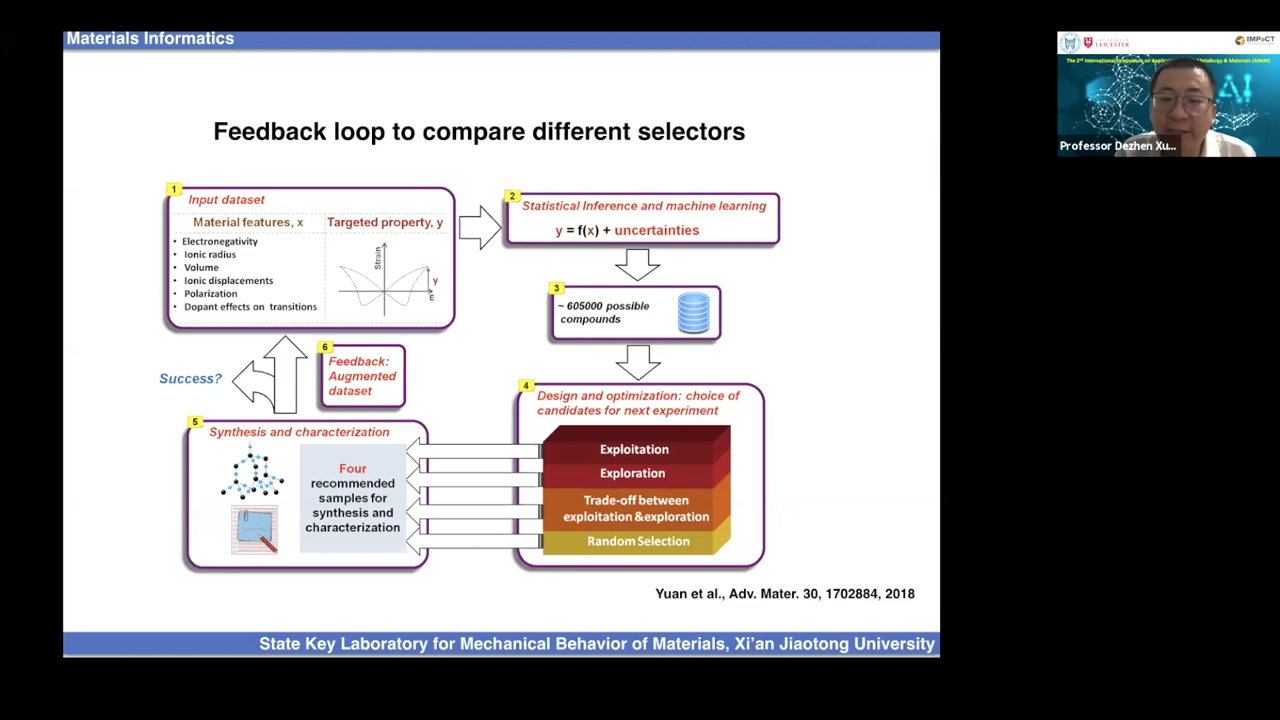 Materials Informatics
Feedback loop to compare different selectors
1
Input dataset
Material features, x
Targeted property, y
• Electronegativity
• Ionic radius
• Volume
• Ionic displacements
• Polarization
• Dopant effects on transitions
Strain
y
E
2
Statistical Inference and machine learning
y = f(x) + uncertainties
3
~ 605000 possible
compounds
4
Design and optimization: choice of
candidates for next experiment
Exploitation
Exploration
Trade-off between
exploitation &exploration
Random Selection
5
Synthesis and characterization
Four
recommended
samples for
synthesis and
characterization
6
Feedback:
Augmented
dataset
Success?
Yuan et al., Adv. Mater. 30, 1702884, 2018
State Key Laboratory for Mechanical Behavior of Materials, Xi'an Jiaotong University
LEICESTER
IMPaCT
AI
Professor Dezhen Xu...